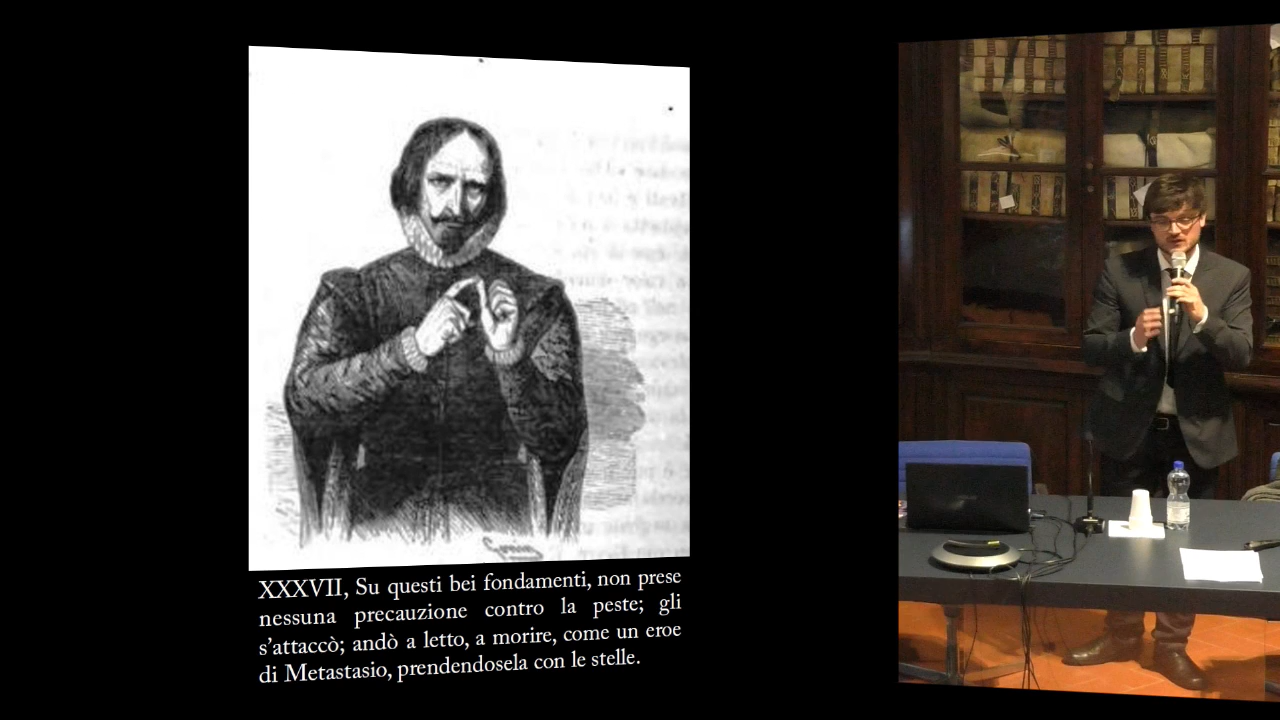 XXXVII, Su questi bei fondamenti, non prese
nessuna precauzione contro la peste; gli
s'attaccò; andò a letto, a morire, come un eroe
di Metastasio, prendendosela con le stelle.